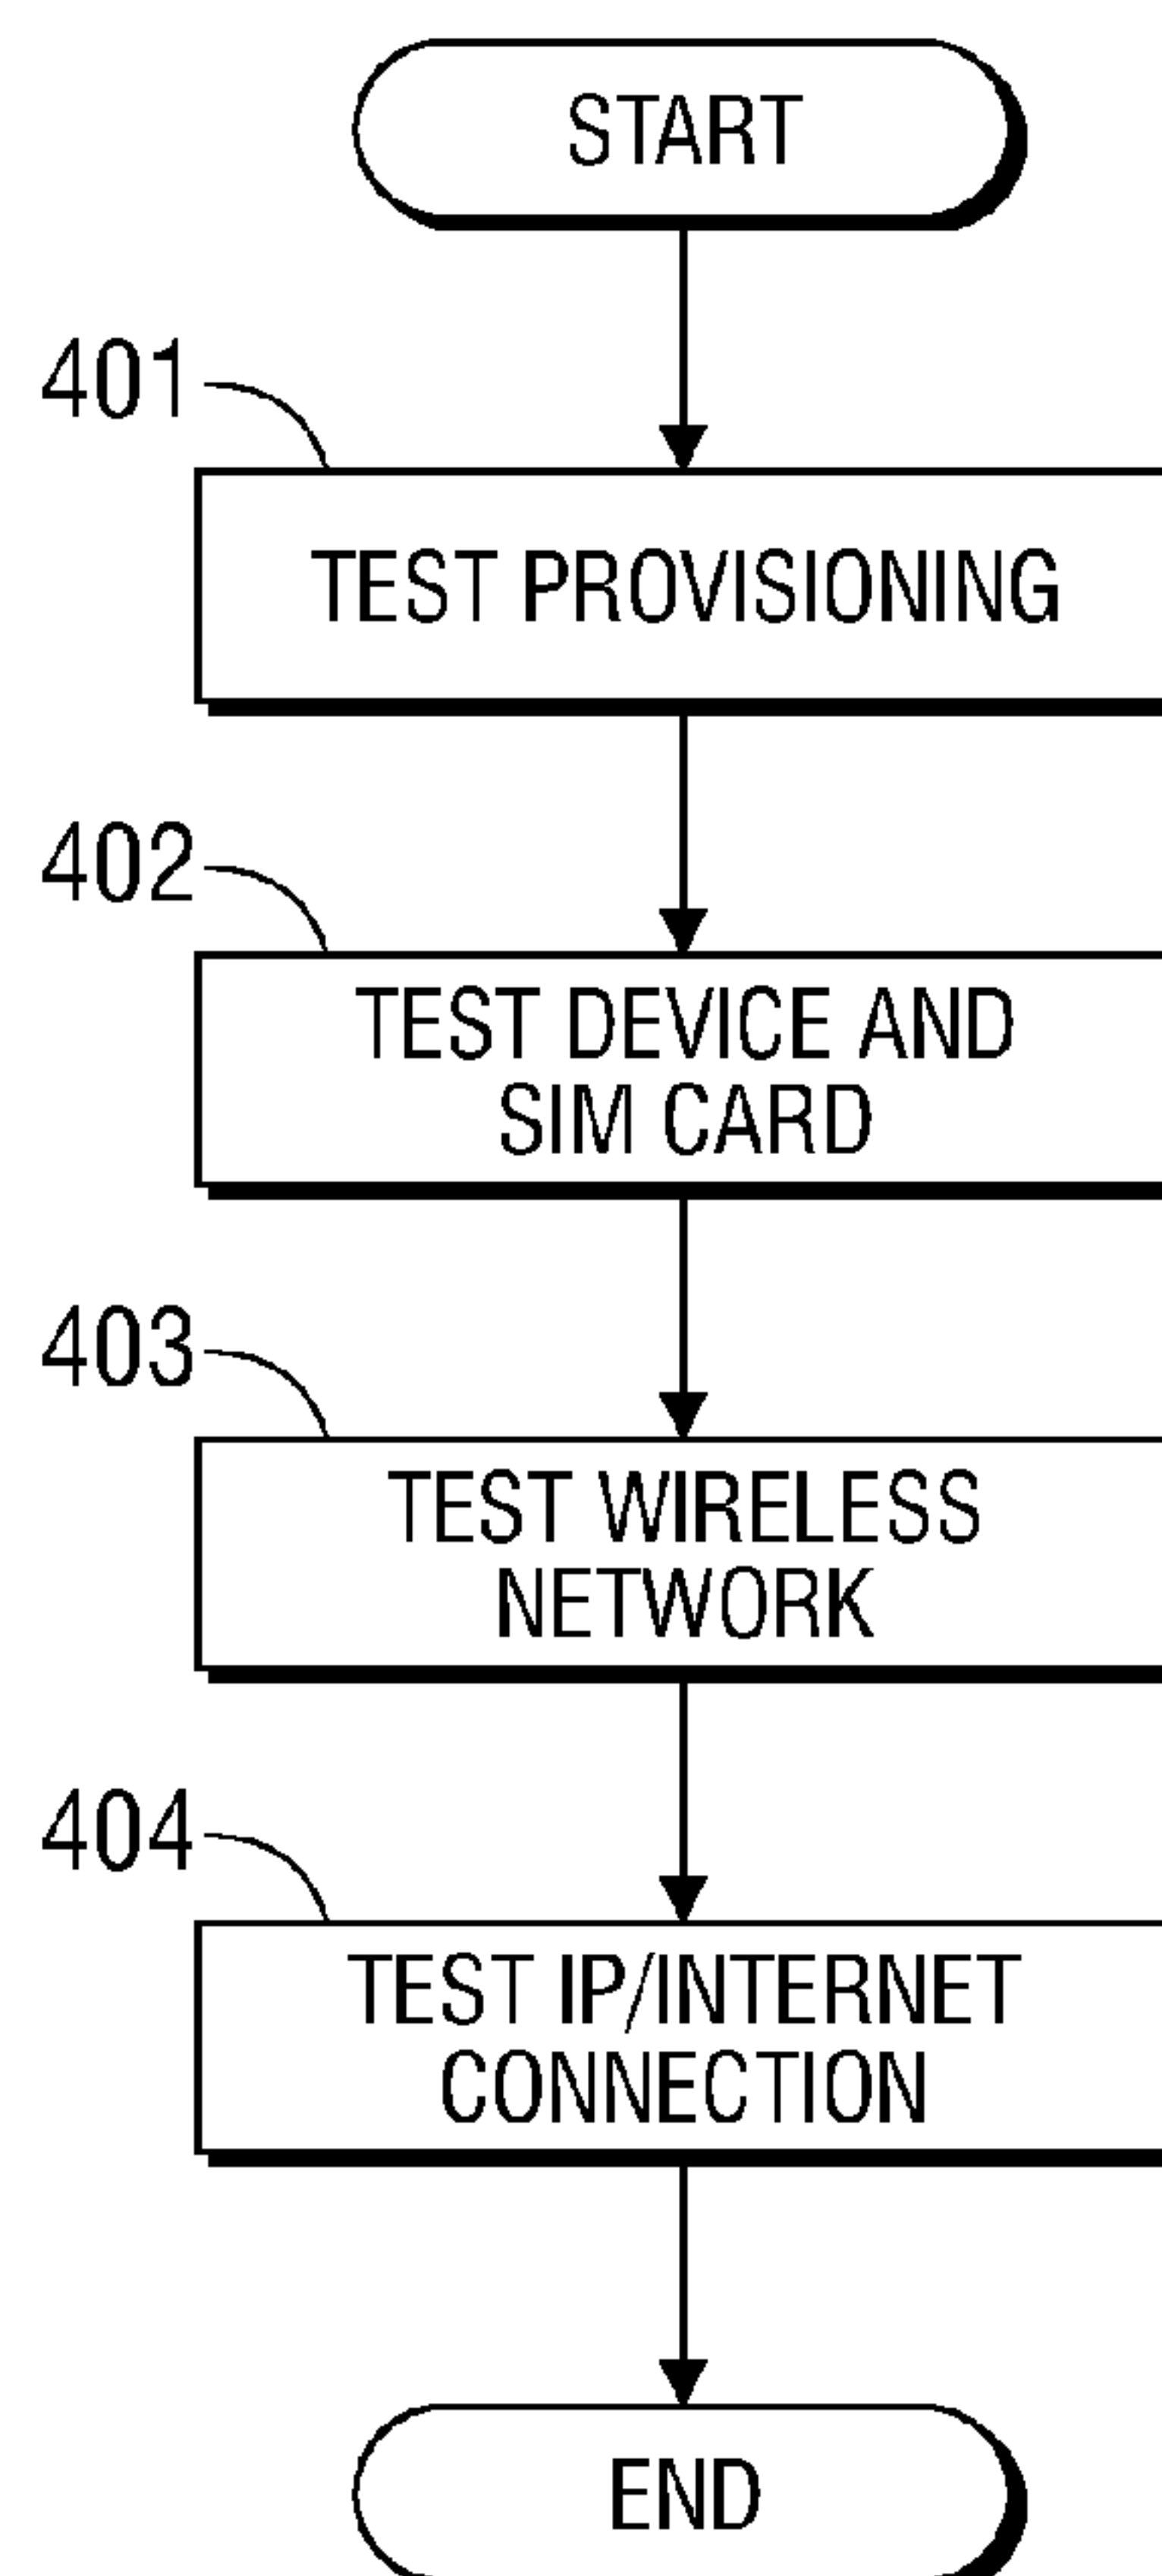 START
401
TEST PROVISIONING
402
TEST DEVICE AND
SIM CARD
403
TEST WIRELESS
NETWORK
404
TEST IP/INTERNET
CONNECTION
END